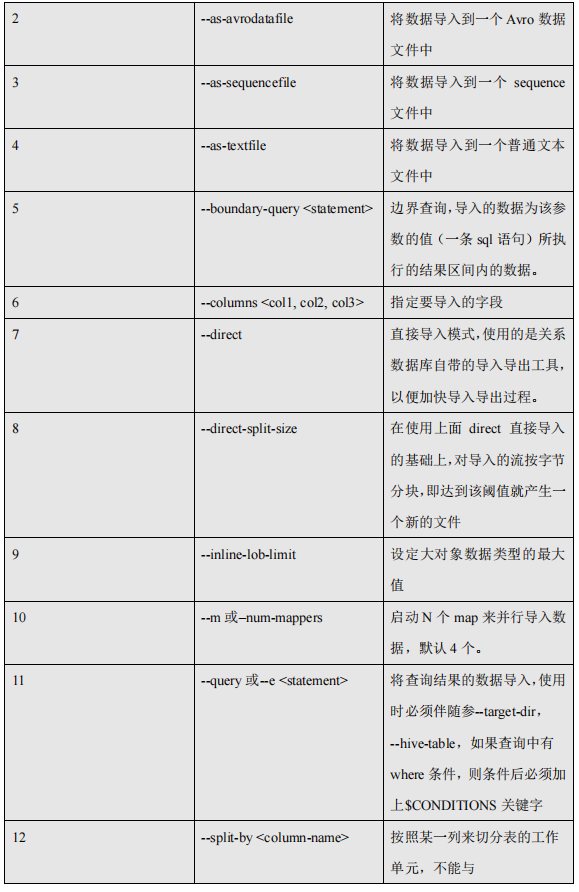 2 --as-avrodatafile 将数据导入到一个 Avro 数据
文件中
3 --as-sequencefile 将数据导入到一个 sequence
文件中
4 --as-textfile 将数据导入到一个普通文本
文件中
5 --boundary-query <statement> 边界查询，导入的数据为该参
数的值（一条 sql 语句）所执
行的结果区间内的数据。
6 --columns <col1, col2, col3> 指定要导入的字段
7 --direct 直接导入模式，使用的是关系
数据库自带的导入导出工具，
以便加快导入导出过程。
8 --direct-split-size 在使用上面 direct 直接导入
的基础上，对导入的流按字节
分块，即达到该阈值就产生一
个新的文件
9 --inline-lob-limit 设定大对象数据类型的最大
值
10 --m 或–num-mappers 启动 N 个 map 来并行导入数
据，默认 4 个。
11 --query 或--e <statement> 将查询结果的数据导入，使用
时必须伴随参--target-dir，
--hive-table，如果查询中有
where 条件，则条件后必须加
上$CONDITIONS 关键字
12 --split-by <column-name> 按照某一列来切分表的工作
单元，不能与